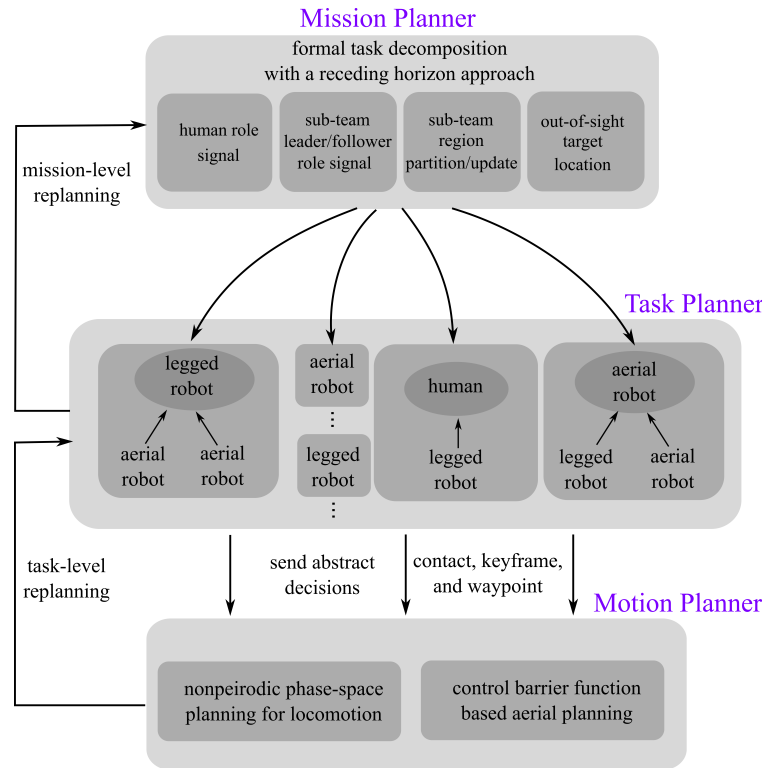 Mission Planner
formal task decomposition
with a receding horizon approach
human role
signal
sub-team
leader/follower
role signal
sub-team
region
partition/update
out-of-sight
target
location
mission-level
replanning
Task Planner
legged
robot
aerial
robot
aerial
robot
aerial
robot
...
legged
robot
...
human
legged
robot
aerial
robot
legged
robot
aerial
robot
task-level
replanning
send abstract
decisions
contact, keyframe,
and waypoint
Motion Planner
nonpeirodic phase-space
planning for locomotion
control barrier function
based aerial planning